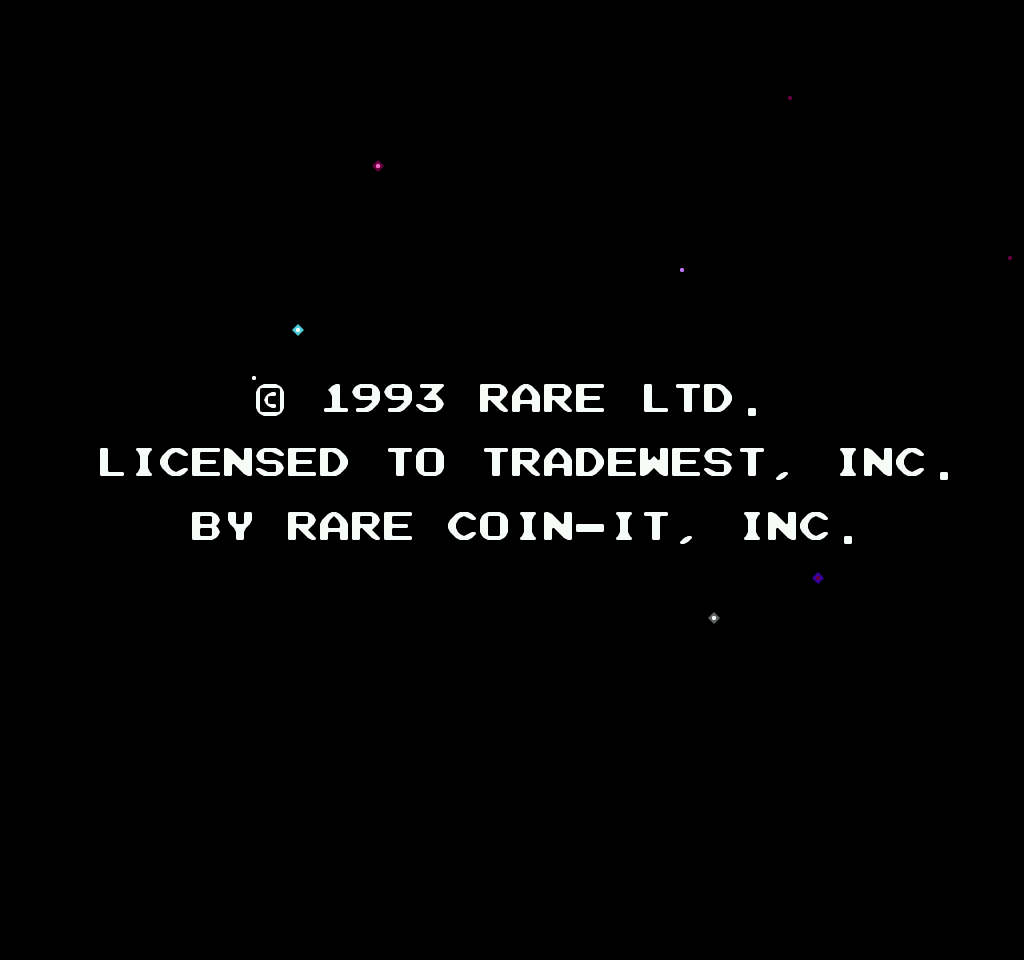 © 1993 RARE LTD.
LICENSED TO TRADEWEST, INC.
BY RARE COIN-IT, INC.